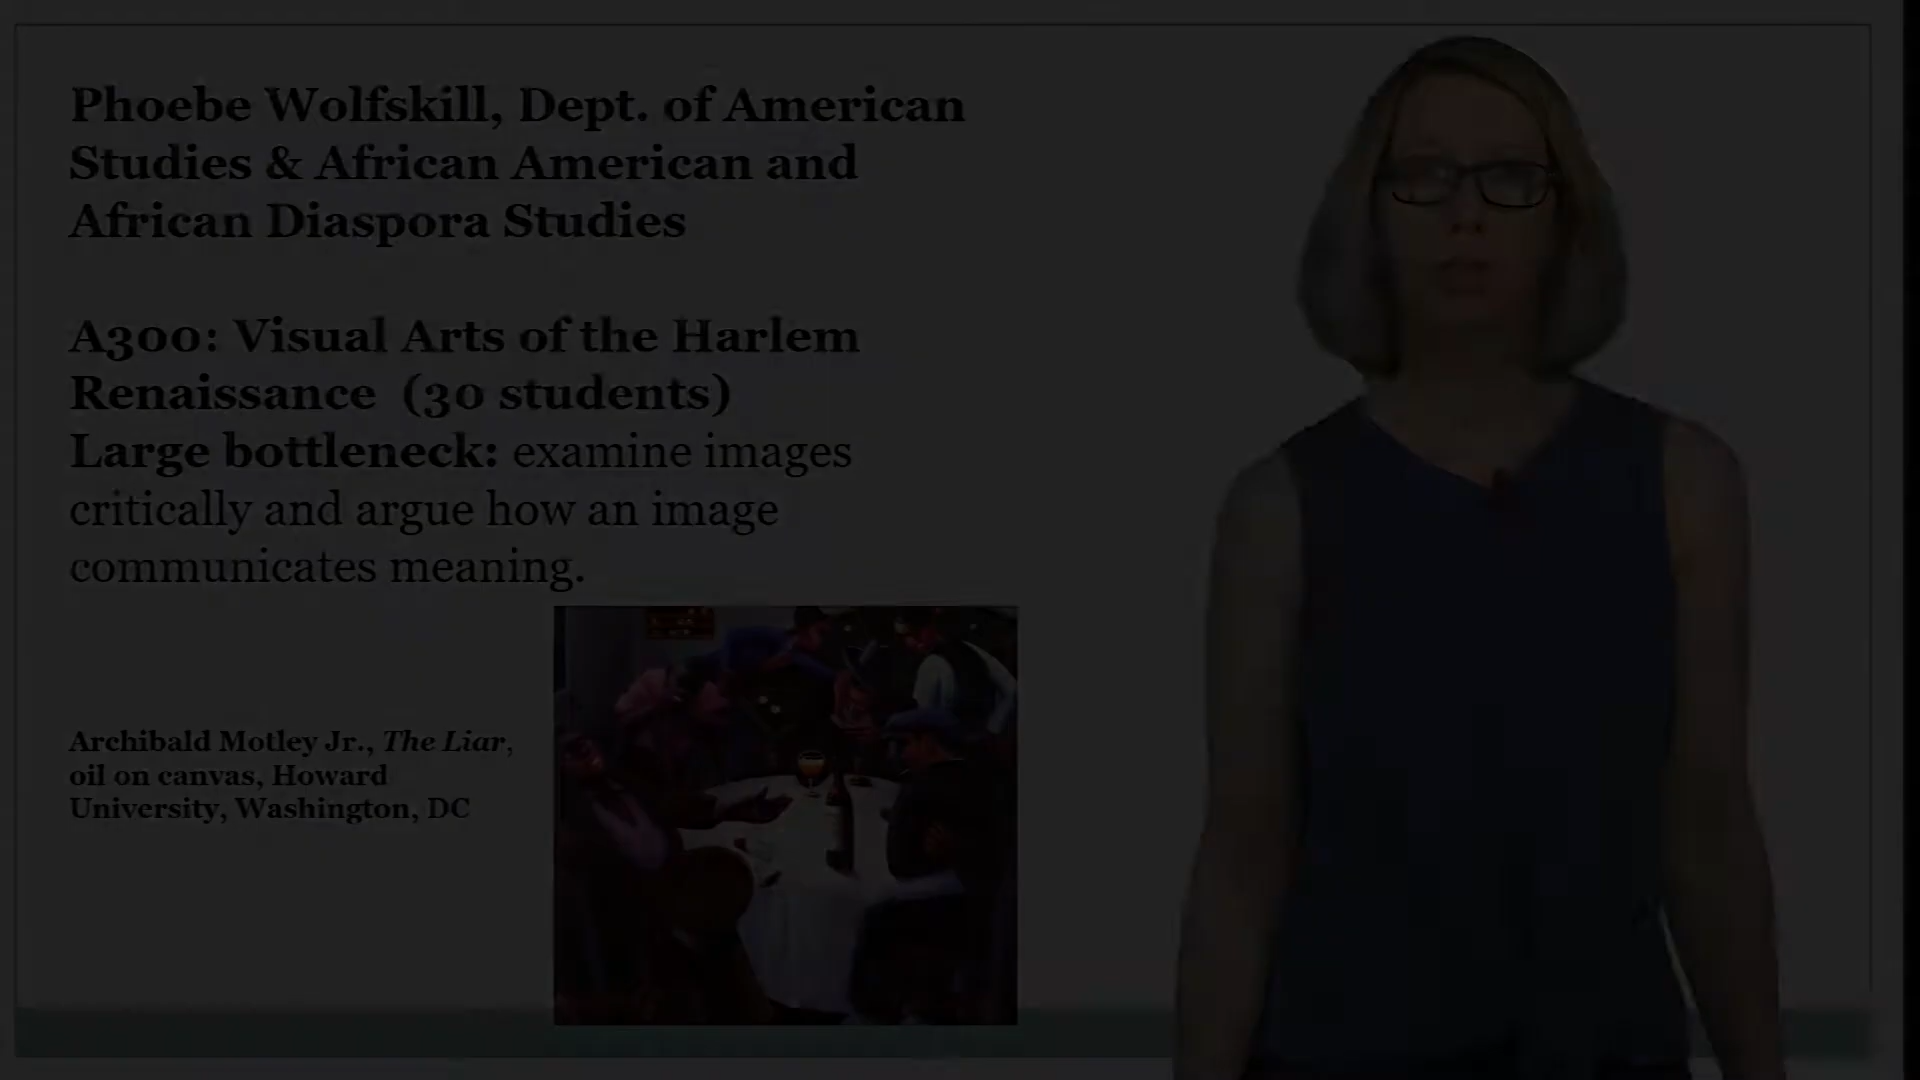 Phoebe Wolfskill, Dept. of American
Studies & African American and
African Diaspora Studies
A300: Visual Arts of the Harlem
Renaissance (30 students)
Large bottleneck: examine images
critically and argue how an image
communicates meaning.
Archibald Motley Jr., The Liar,
oil on canvas, Howard
University, Washington, DC